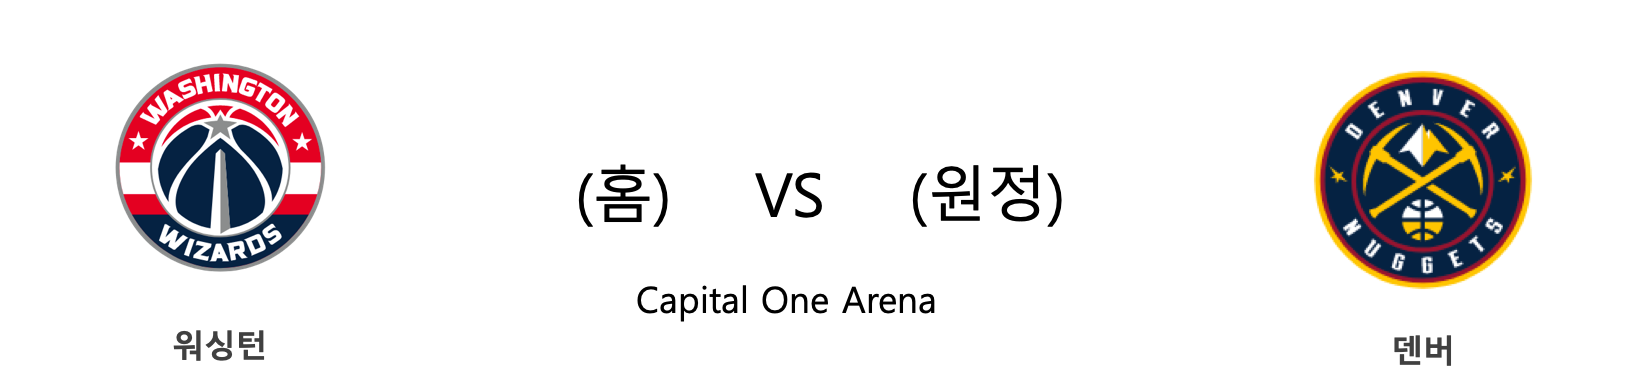 WASHINGTON
WIZARDS
(홈) VS (원정)
Capital One Arena
DENVER
NUGGETS
워싱턴
덴버